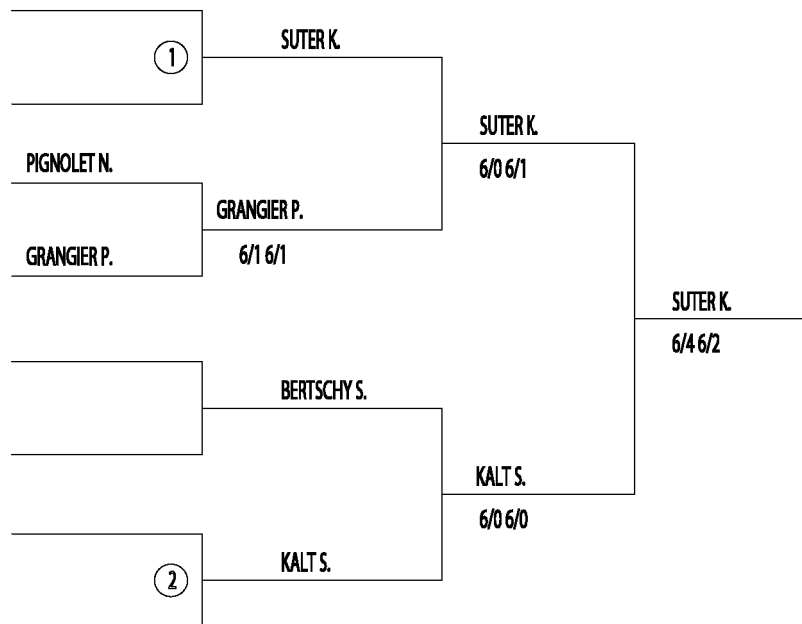 1
SUTER K.
SUTER K.
6/0 6/1
PIGNOLET N.
GRANGIER P.
6/1 6/1
GRANGIER P.
SUTER K.
6/4 6/2
BERTSCHY S.
KALT S.
6/0 6/0
2
KALT S.